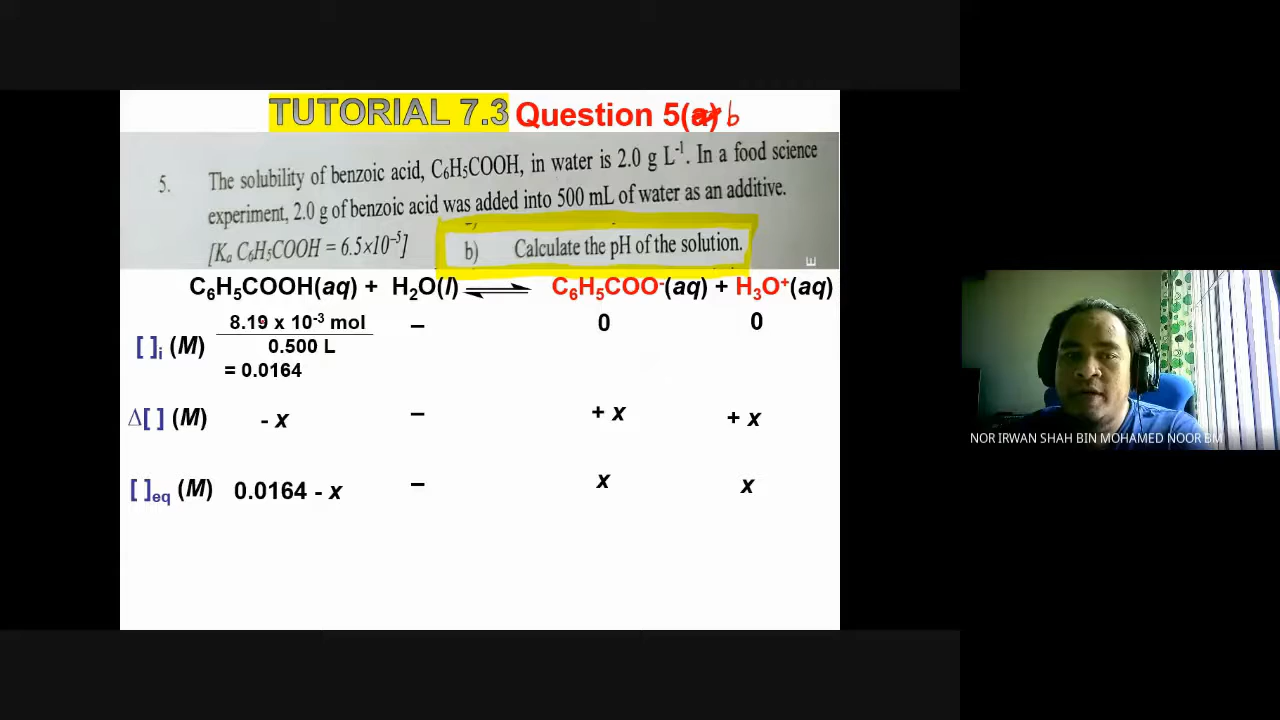 TUTORIAL 7.3 Question 5(a) b
5. The solubility of benzoic acid, C₆H₅COOH, in water is 2.0 g L⁻¹. In a food science
experiment, 2.0 g of benzoic acid was added into 500 mL of water as an additive.
[Kₐ C₆H₅COOH = 6.5x10⁻⁵] b) Calculate the pH of the solution.
E
C₆H₅COOH(aq) + H₂O(l) ⇌ C₆H₅COO⁻(aq) + H₃O⁺(aq)
8.19 x 10⁻³ mol – 0 0
[ ]ᵢ (M) 0.500 L
= 0.0164
Δ[ ] (M) - x – + x + x
[ ]eq (M) 0.0164 - x – x x
NOR IRWAN SHAH BIN MOHAMED NOOR BM